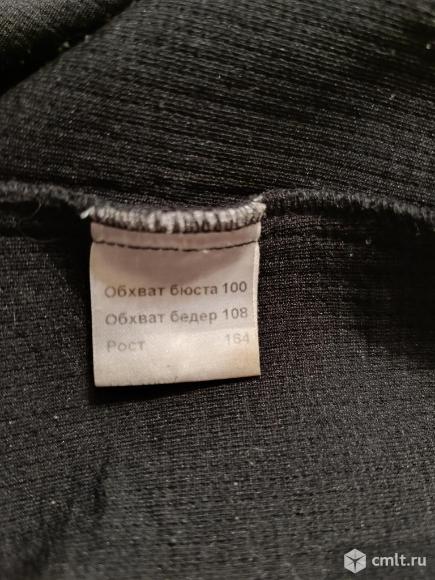 Обхват бюста 100
Обхват бедер 108
Рост 164
cmlt.ru